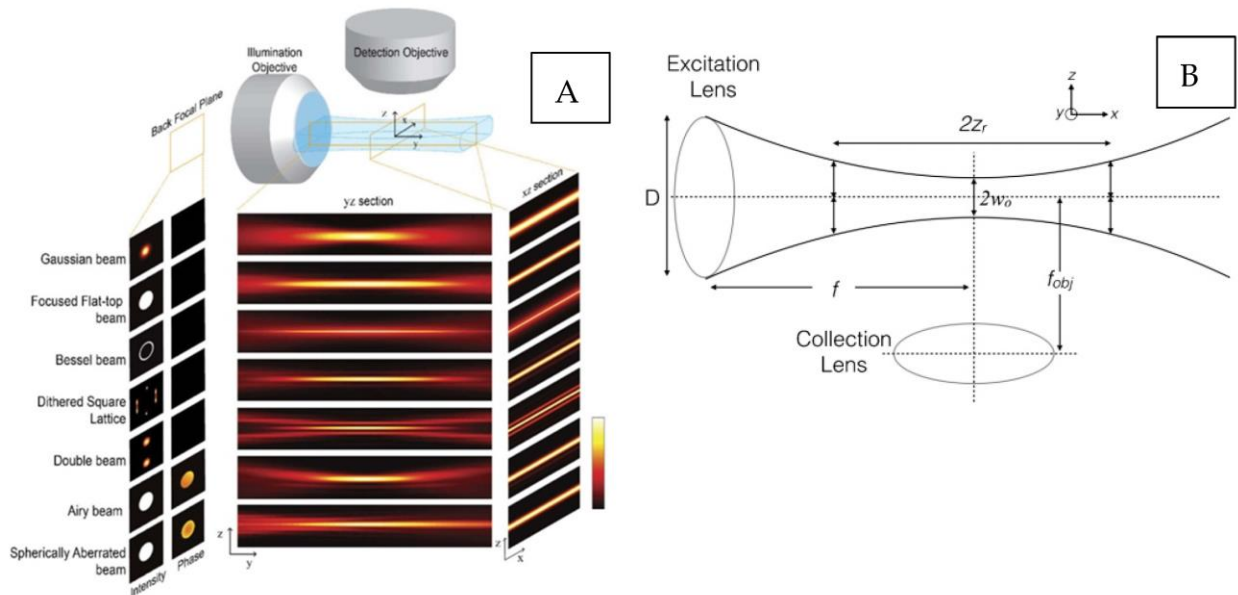 Illumination
Objective
Detection Objective
A
Back Focal Plane
z
x
y
yz section
xz section
Gaussian beam
Focused Flat-top
beam
Bessel beam
Dithered Square
Lattice
Double beam
Airy beam
Spherically Aberrated
beam
Intensity
Phase
z
y
z
x
B
Excitation
Lens
z
y
x
2zr
D
2wo
f
fobj
Collection
Lens